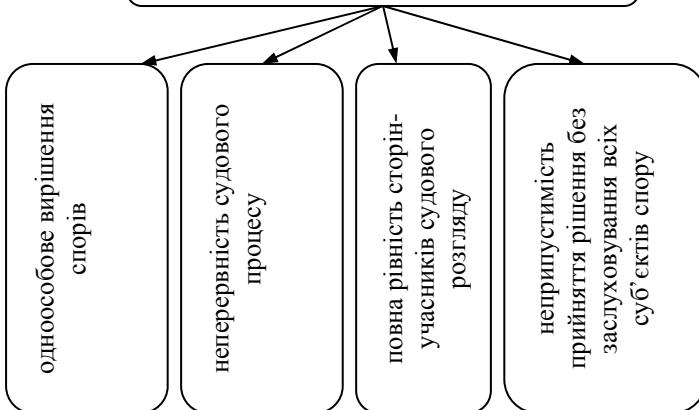 одноособове вирішення
спорів
неперервність судового
процесу
повна рівність сторін-
учасників судового
розгляду
неприпустимість
прийняття рішення без
заслуховування всіх
суб’єктів спору